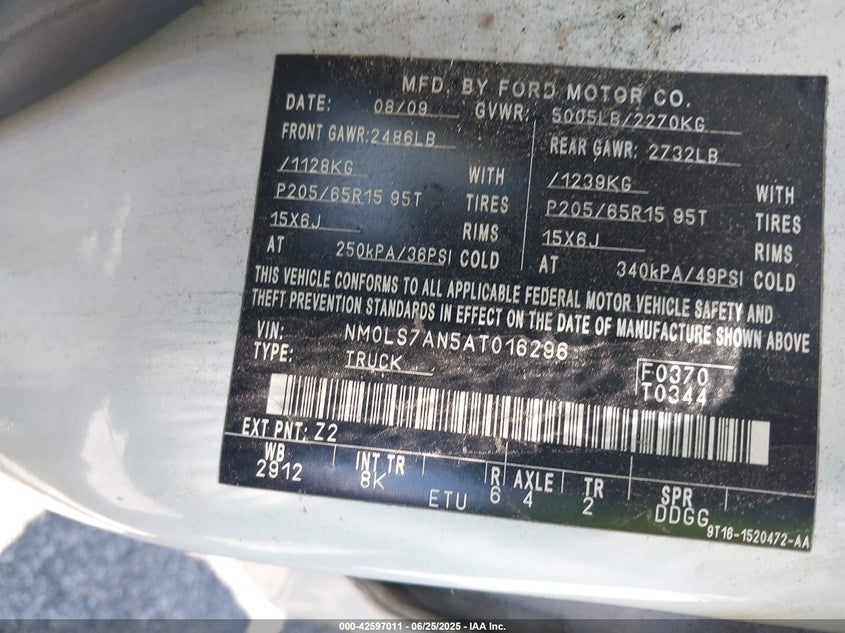 MFD. BY FORD MOTOR CO.
DATE: 08/09 GVWR: 5005LB/2270KG
FRONT GAWR: 2486LB REAR GAWR: 2732LB
/1128KG WITH /1239KG WITH
P205/65R15 95T TIRES P205/65R15 95T TIRES
15X6J RIMS 15X6J RIMS
AT 250kPA/36PSI COLD AT 340kPA/49PSI COLD
THIS VEHICLE CONFORMS TO ALL APPLICABLE FEDERAL MOTOR VEHICLE SAFETY AND
THEFT PREVENTION STANDARDS IN EFFECT ON THE DATE OF MANUFACTURE SHOWN ABOVE
VIN: NM0LS7AN5AT016296
TYPE: TRUCK
F0370
T0344
EXT PNT: Z2
WB INT TR R AXLE TR SPR
2912 8K ETU 6 4 2 DDGG
9T16-1520472-AA
000-42597011 - 06/25/2025 - IAA Inc.